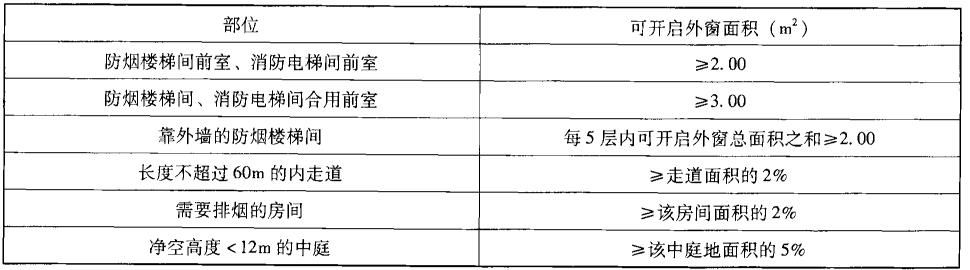 部位 可开启外窗面积（m²）
防烟楼梯间前室、消防电梯间前室 ≥2.00
防烟楼梯间、消防电梯间合用前室 ≥3.00
靠外墙的防烟楼梯间 每5层内可开启外窗总面积之和≥2.00
长度不超过60m的内走道 ≥走道面积的2%
需要排烟的房间 ≥该房间面积的2%
净空高度<12m的中庭 ≥该中庭地面积的5%